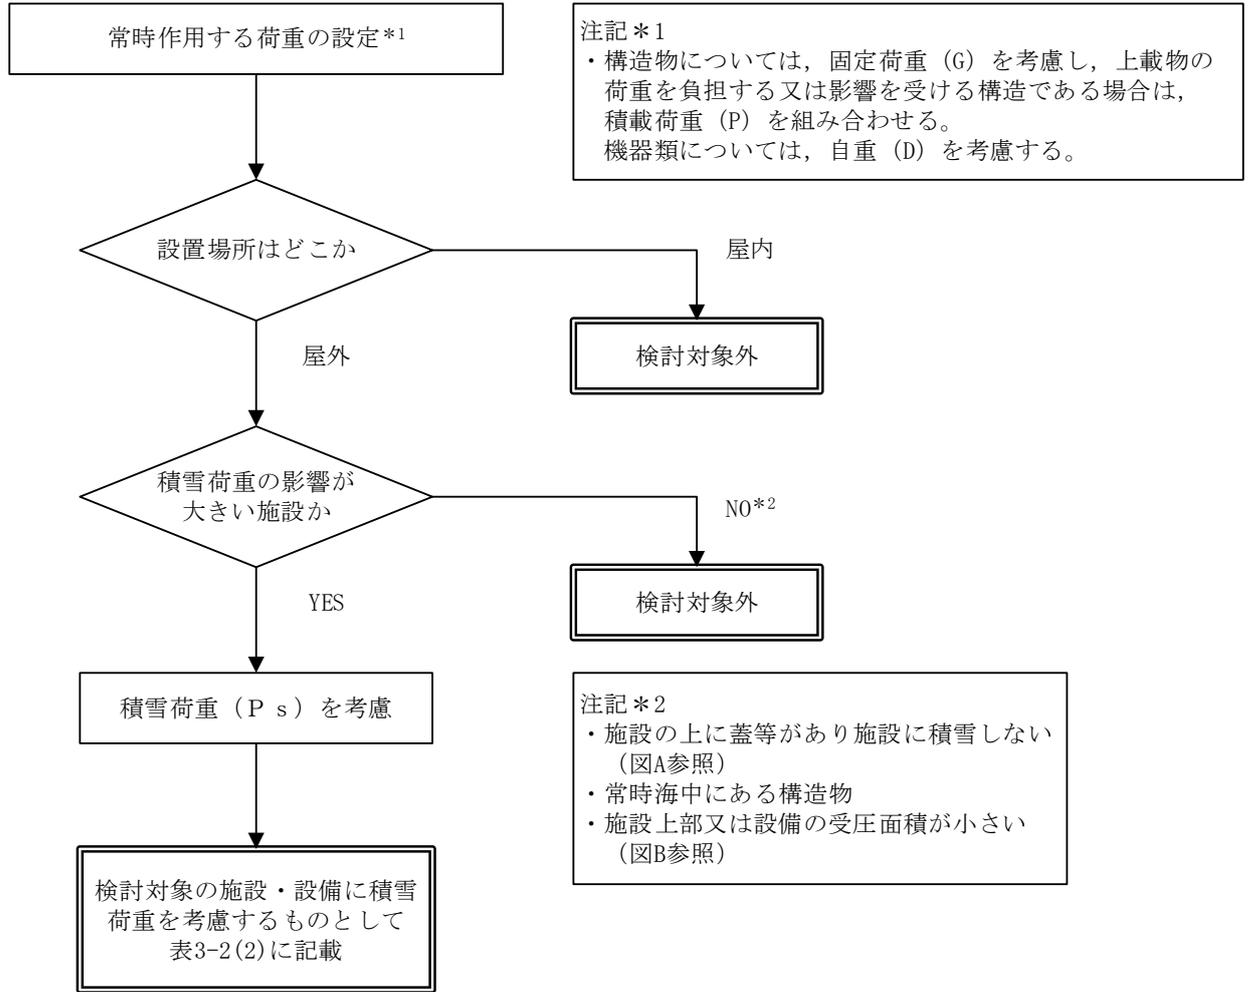 常時作用する荷重の設定*1
注記＊1
・構造物については，固定荷重（G）を考慮し，上載物の
荷重を負担する又は影響を受ける構造である場合は，
積載荷重（P）を組み合わせる。
機器類については，自重（D）を考慮する。
設置場所はどこか
屋内
検討対象外
屋外
積雪荷重の影響が
大きい施設か
NO*2
検討対象外
YES
積雪荷重（Ｐｓ）を考慮
注記＊2
・施設の上に蓋等があり施設に積雪しない
（図A参照）
・常時海中にある構造物
・施設上部又は設備の受圧面積が小さい
（図B参照）
検討対象の施設・設備に積雪
荷重を考慮するものとして
表3-2(2)に記載